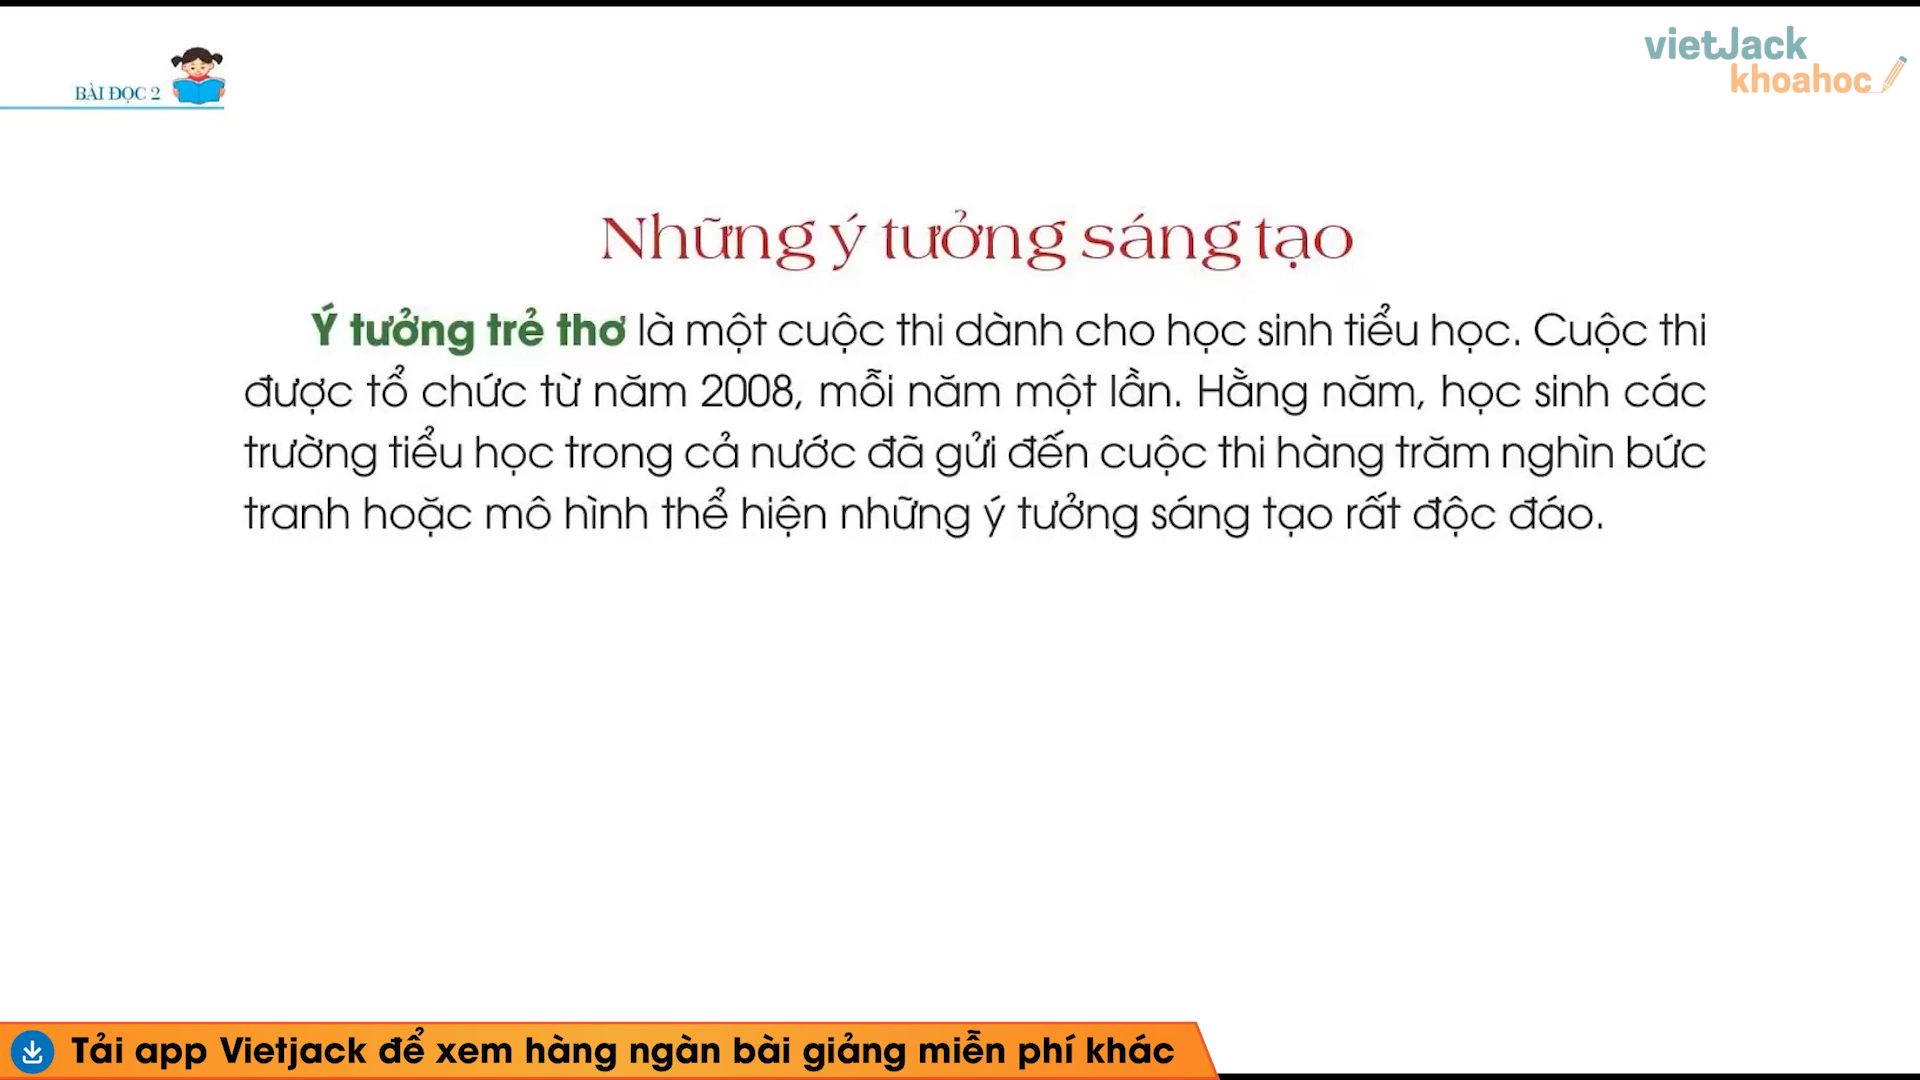 vietJack
khoahoc
BÀI ĐỌC 2
Những ý tưởng sáng tạo
Ý tưởng trẻ thơ là một cuộc thi dành cho học sinh tiểu học. Cuộc thi
được tổ chức từ năm 2008, mỗi năm một lần. Hằng năm, học sinh các
trường tiểu học trong cả nước đã gửi đến cuộc thi hàng trăm nghìn bức
tranh hoặc mô hình thể hiện những ý tưởng sáng tạo rất độc đáo.
Tải app Vietjack để xem hàng ngàn bài giảng miễn phí khác